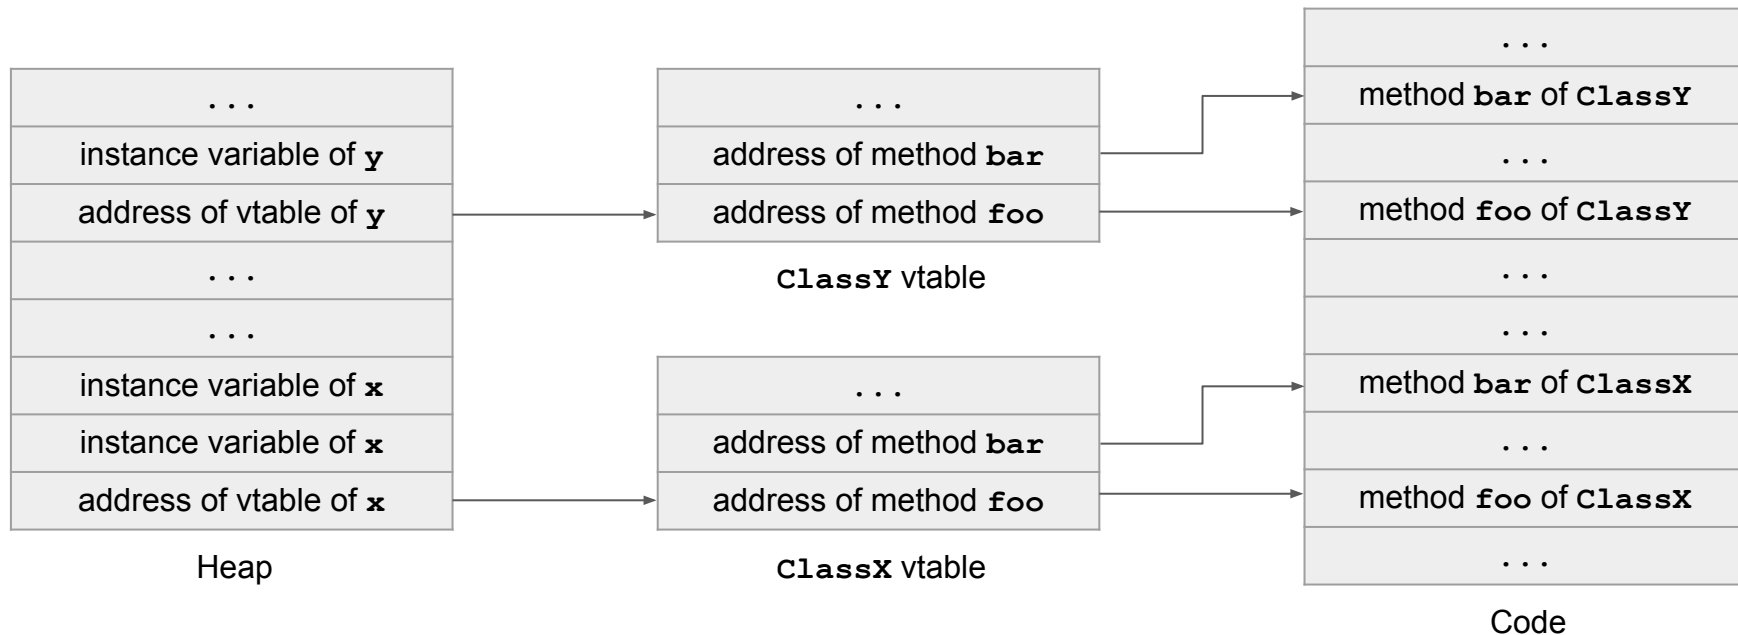 ...
instance variable of y
address of vtable of y
...
...
instance variable of x
instance variable of x
address of vtable of x
Heap
...
address of method bar
address of method foo
ClassY vtable
...
address of method bar
address of method foo
ClassX vtable
...
method bar of ClassY
...
method foo of ClassY
...
...
method bar of ClassX
...
method foo of ClassX
...
Code